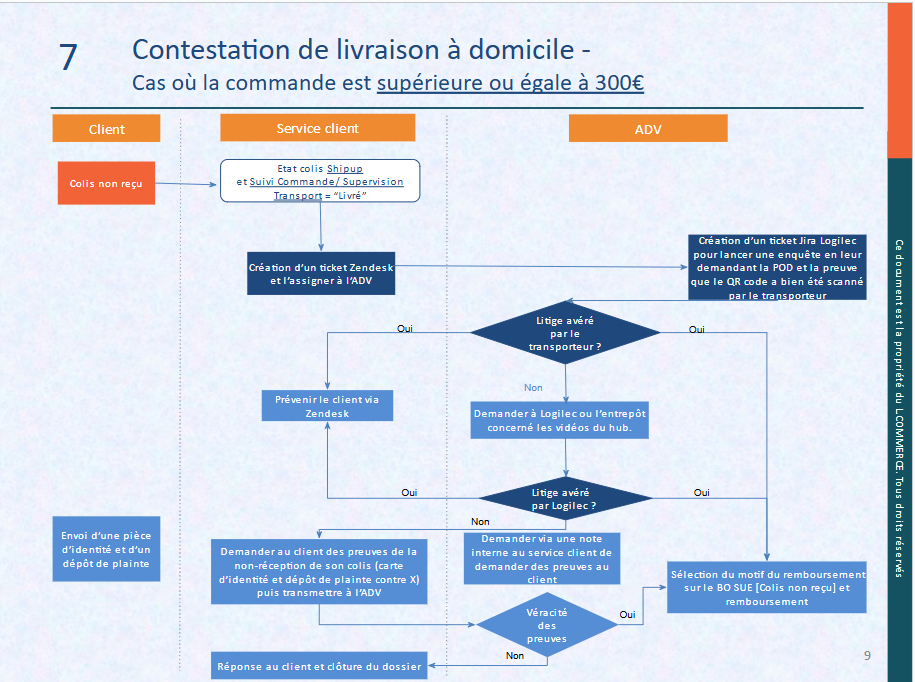 7
Contestation de livraison à domicile -
Cas où la commande est supérieure ou égale à 300€
Client
Service client
ADV
Colis non reçu
Etat colis Shipup
et Suivi Commande/ Supervision
Transport = "Livré"
Création d'un ticket Zendesk
et l'assigner à l'ADV
Création d'un ticket Jira Logilec
pour lancer une enquête en leur
demandant la POD et la preuve
que le QR code a bien été scanné
par le transporteur
Litige avéré
par le
transporteur ?
Oui
Oui
Non
Prévenir le client via
Zendesk
Demander à Logilec ou l'entrepôt
concerné les vidéos du hub.
Litige avéré
par Logilec ?
Oui
Oui
Non
Envoi d'une pièce
d'identité et d'un
dépôt de plainte
Demander au client des preuves de la
non-réception de son colis (carte
d'identité et dépôt de plainte contre X)
puis transmettre à l'ADV
Demander via une note
interne au service client de
demander des preuves au
client
Sélection du motif du remboursement
sur le BO SUE [Colis non reçu] et
remboursement
Véracité
des
preuves
Oui
Non
Réponse au client et clôture du dossier
9
Ce document est la propriété du L.COMMERCE. Tous droits réservés